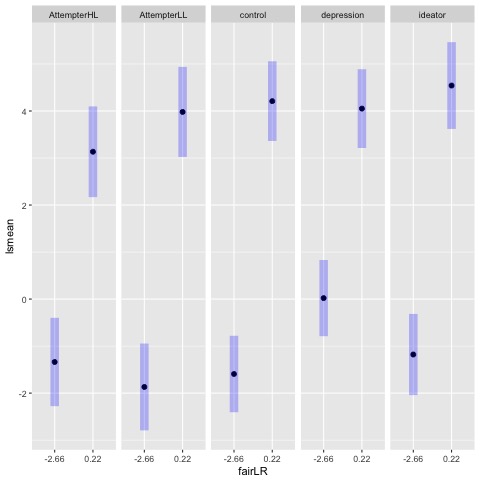 AttempterHL AttempterLL control depression ideator
lsmean
4
2
0
-2
-2.66 0.22 -2.66 0.22 -2.66 0.22 -2.66 0.22 -2.66 0.22
fairLR